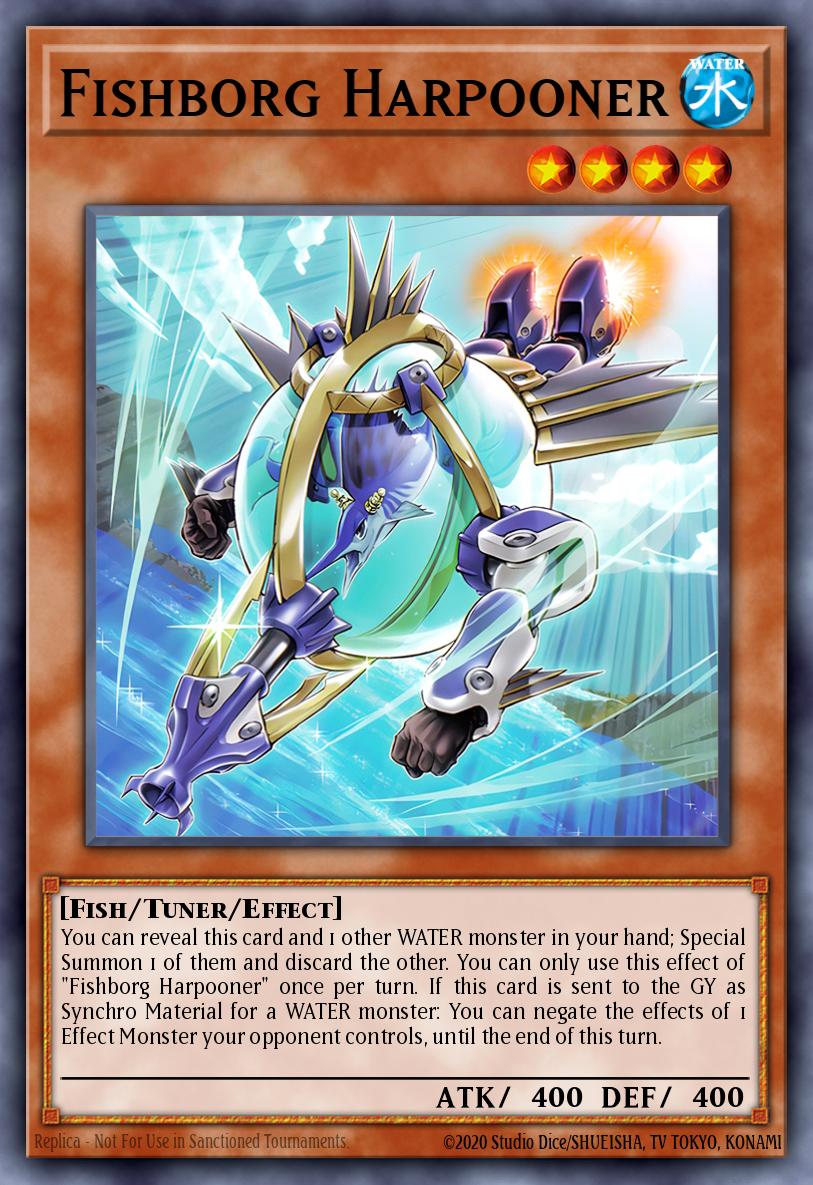 Fishborg Harpooner
WATER
水
[Fish/Tuner/Effect]
You can reveal this card and 1 other WATER monster in your hand; Special
Summon 1 of them and discard the other. You can only use this effect of
"Fishborg Harpooner" once per turn. If this card is sent to the GY as
Synchro Material for a WATER monster: You can negate the effects of 1
Effect Monster your opponent controls, until the end of this turn.
ATK/ 400 DEF/ 400
Replica - Not For Use in Sanctioned Tournaments.
©2020 Studio Dice/SHUEISHA, TV TOKYO, KONAMI